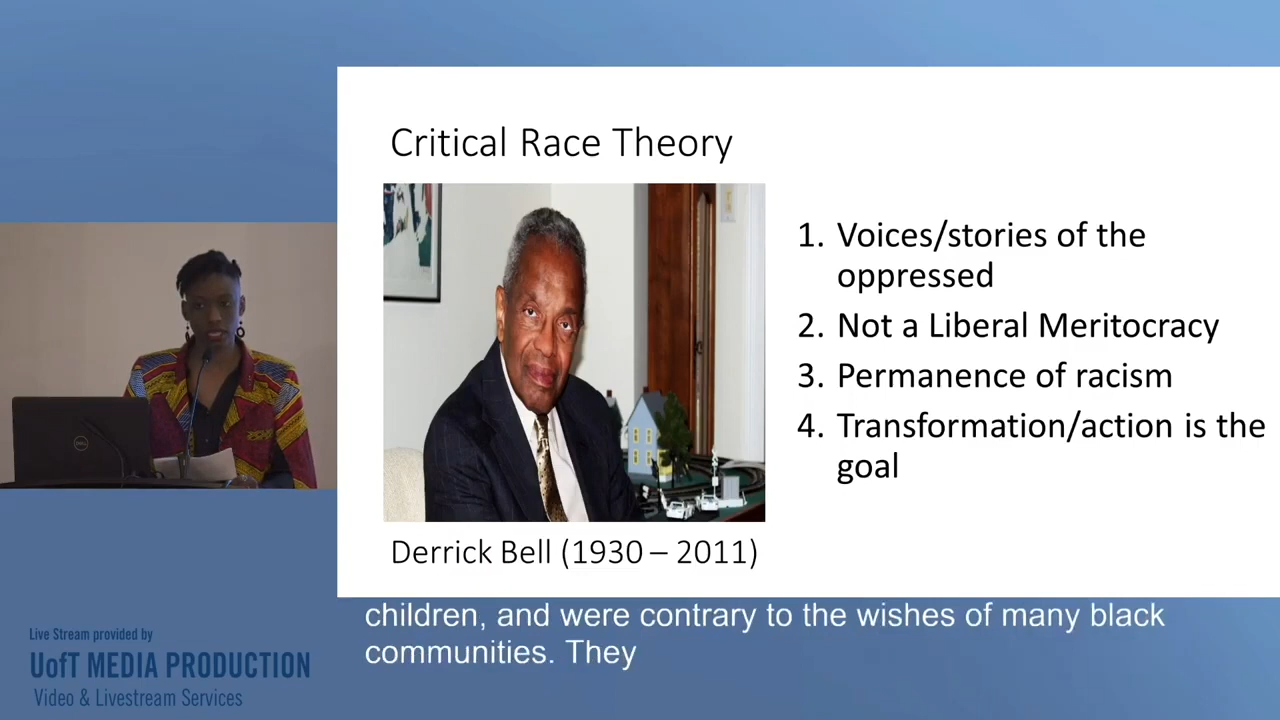 Critical Race Theory
1. Voices/stories of the
oppressed
2. Not a Liberal Meritocracy
3. Permanence of racism
4. Transformation/action is the
goal
Derrick Bell (1930 – 2011)
children, and were contrary to the wishes of many black
communities. They
DELL
Live Stream provided by
UofT MEDIA PRODUCTION
Video & Livestream Services